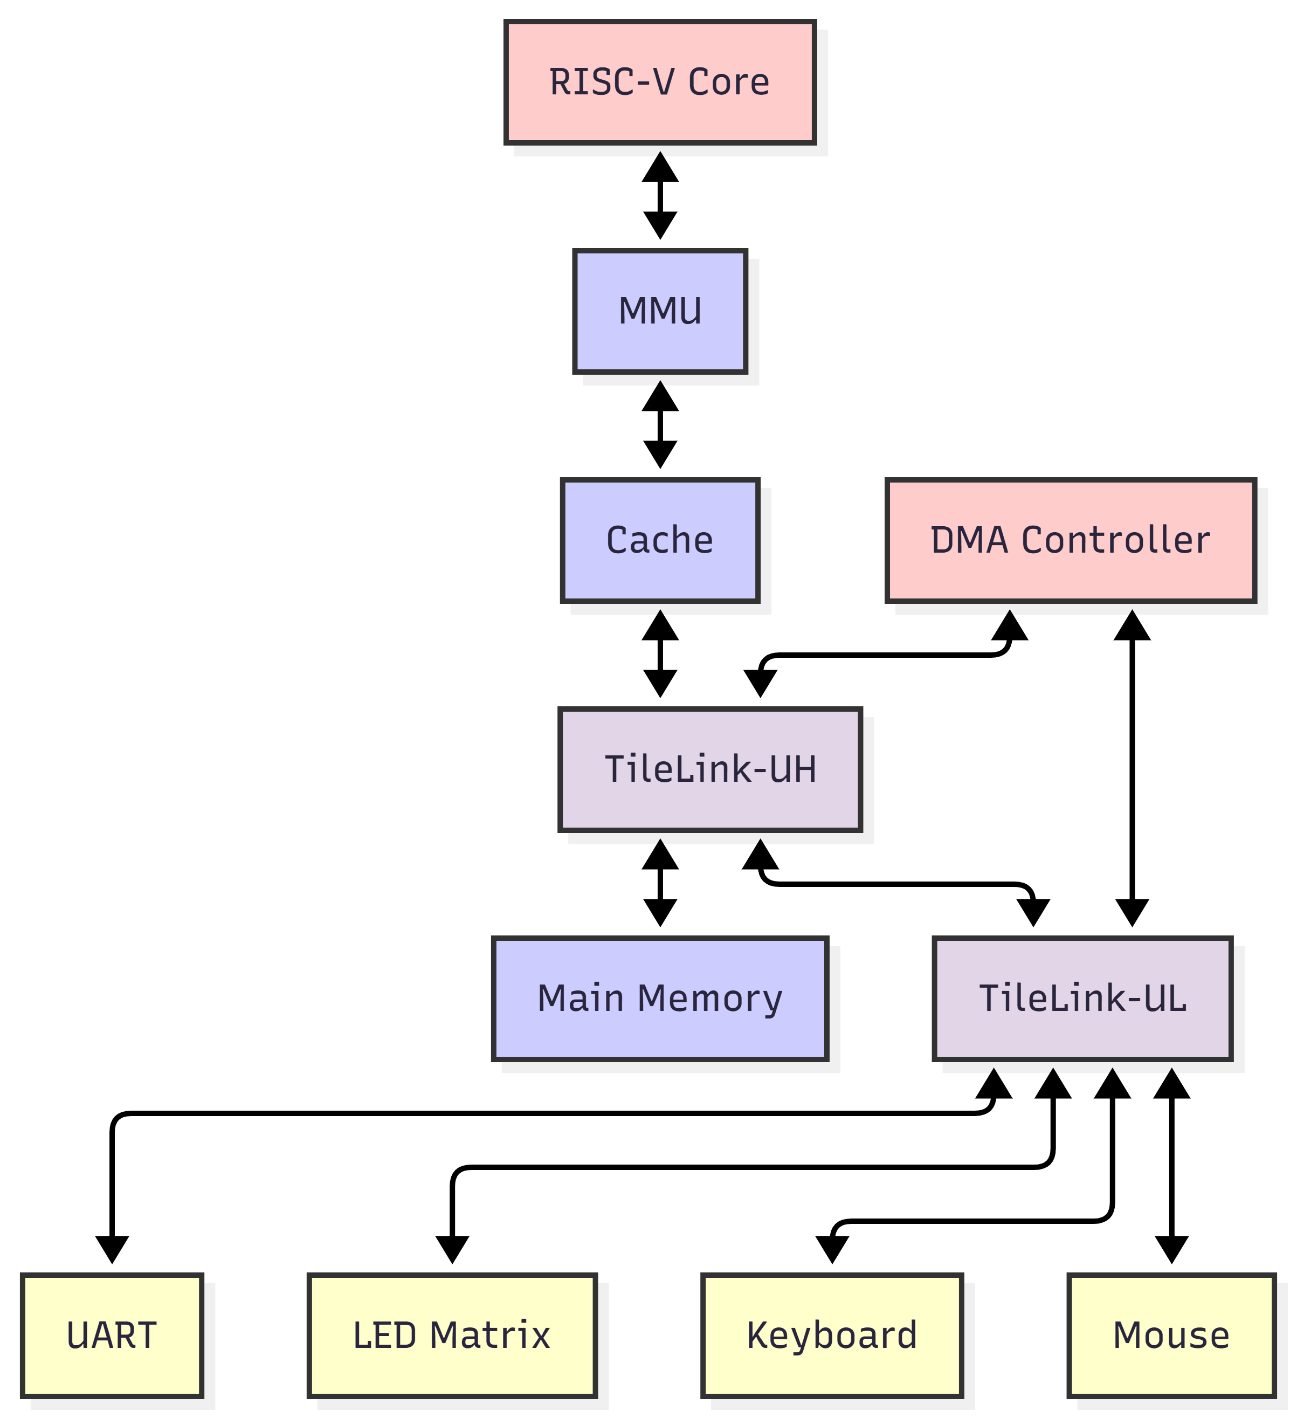 RISC-V Core
MMU
Cache
DMA Controller
TileLink-UH
Main Memory
TileLink-UL
UART
LED Matrix
Keyboard
Mouse